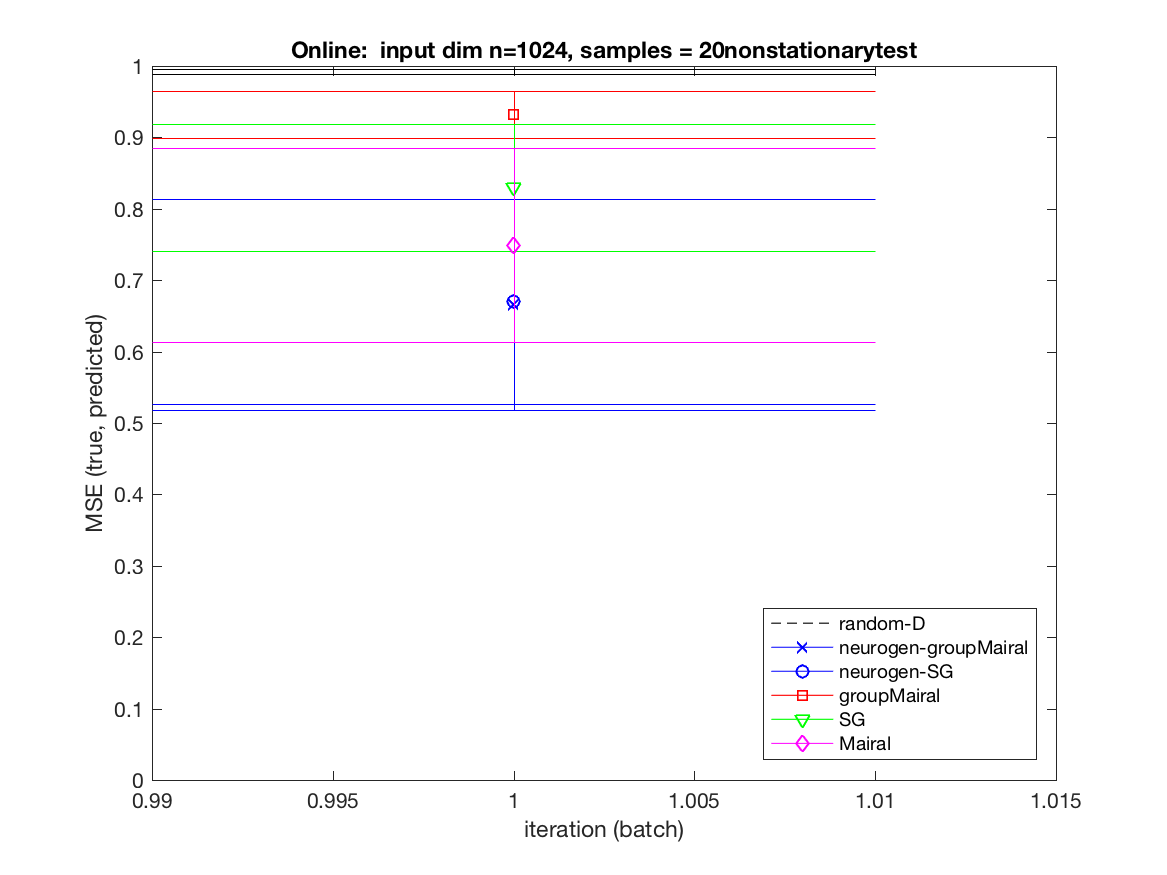 Online:  input dim n=1024, samples = 20nonstationarytest
MSE (true, predicted)
1
0.9
0.8
0.7
0.6
0.5
0.4
0.3
0.2
0.1
0
0.99
0.995
1
1.005
1.01
1.015
iteration (batch)
random-D
neurogen-groupMairal
neurogen-SG
groupMairal
SG
Mairal